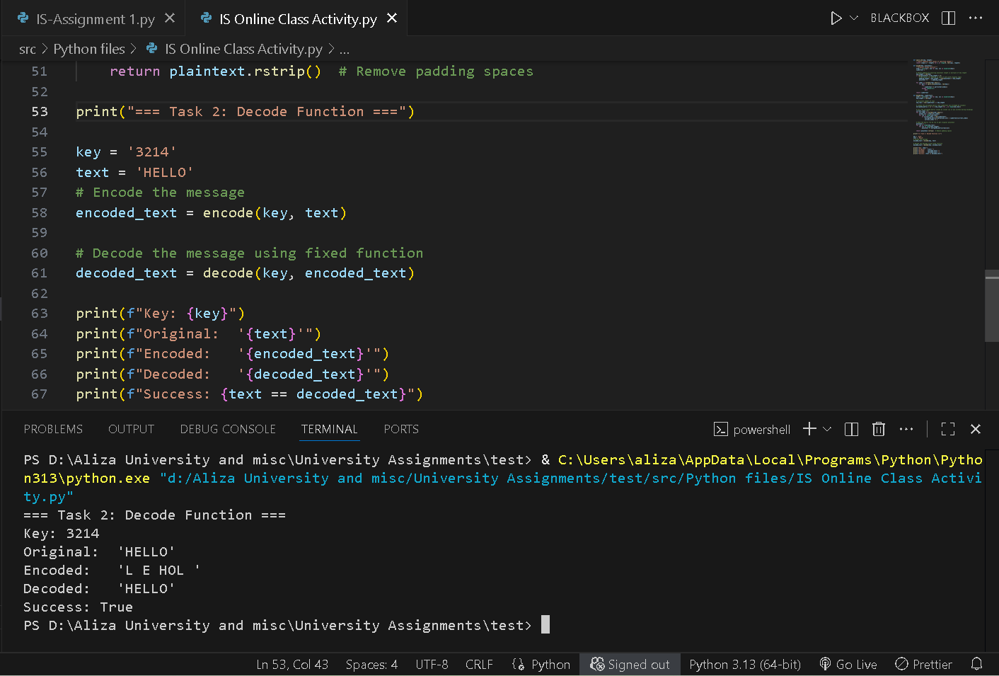 IS-Assignment 1.py
IS Online Class Activity.py
BLACKBOX
src > Python files > IS Online Class Activity.py > ...
51     return plaintext.rstrip()  # Remove padding spaces
52
53 print("=== Task 2: Decode Function ===")
54
55 key = '3214'
56 text = 'HELLO'
57 # Encode the message
58 encoded_text = encode(key, text)
59
60 # Decode the message using fixed function
61 decoded_text = decode(key, encoded_text)
62
63 print(f"Key: {key}")
64 print(f"Original:  '{text}'")
65 print(f"Encoded:   '{encoded_text}'")
66 print(f"Decoded:   '{decoded_text}'")
67 print(f"Success: {text == decoded_text}")
PROBLEMS OUTPUT DEBUG CONSOLE TERMINAL PORTS powershell
PS D:\Aliza University and misc\University Assignments\test> & C:\Users\aliza\AppData\Local\Programs\Python\Pytho
n313\python.exe "d:/Aliza University and misc/University Assignments/test/src/Python files/IS Online Class Activi
ty.py"
=== Task 2: Decode Function ===
Key: 3214
Original:  'HELLO'
Encoded:   'L E HOL '
Decoded:   'HELLO'
Success: True
PS D:\Aliza University and misc\University Assignments\test>
Ln 53, Col 43 Spaces: 4 UTF-8 CRLF Python Signed out Python 3.13 (64-bit) Go Live Prettier